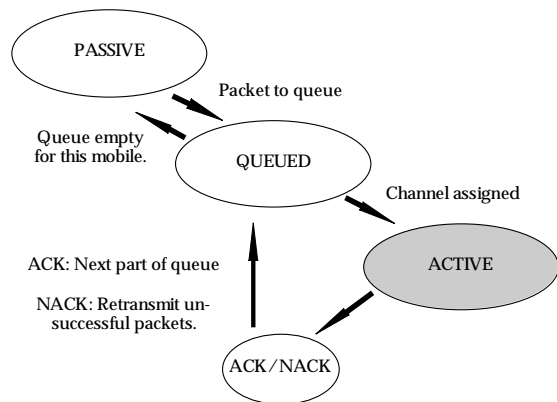 PASSIVE
Packet to queue
Queue empty
for this mobile.
QUEUED
Channel assigned
ACK: Next part of queue
ACTIVE
NACK: Retransmit un-
successful packets.
ACK/NACK